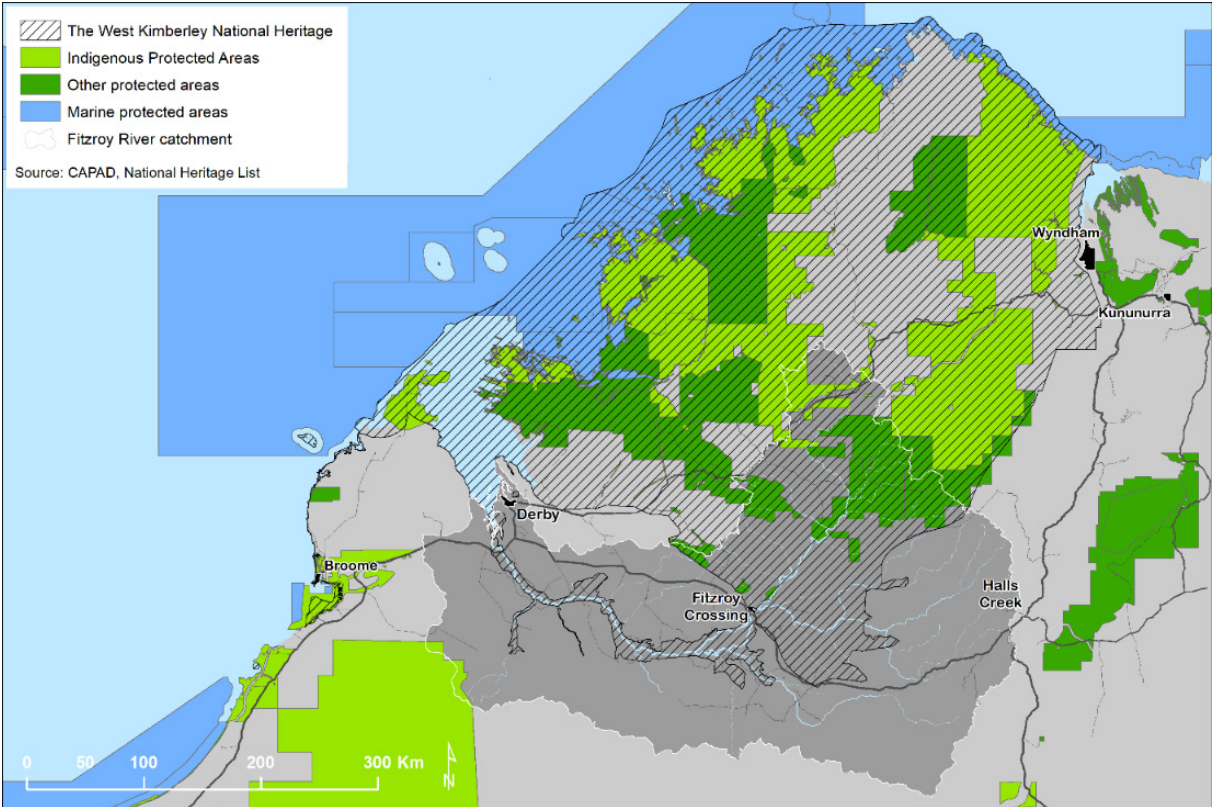 The West Kimberley National Heritage
Indigenous Protected Areas
Other protected areas
Marine protected areas
Fitzroy River catchment
Source: CAPAD, National Heritage List
Wyndham
Kununurra
Derby
Broome
Fitzroy
Crossing
Halls
Creek
0 50 100 200 300 Km
N